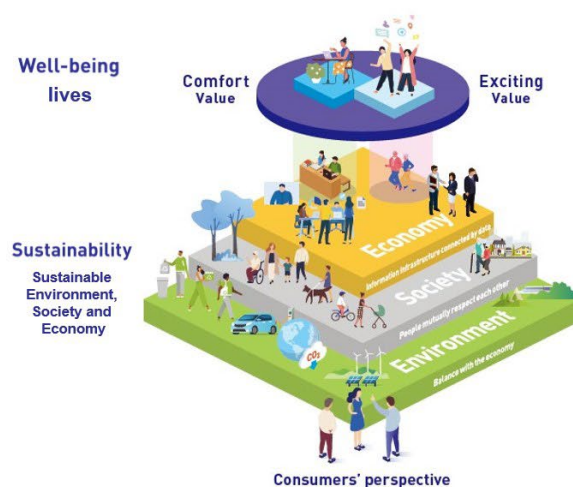 Well-being
lives
Comfort
Value
Exciting
Value
Economy
Information Infrastructure connected by data
Sustainability
Sustainable
Environment,
Society and
Economy
Society
People mutually respect each other
CO₂
Environment
Balance with the economy
Consumers' perspective